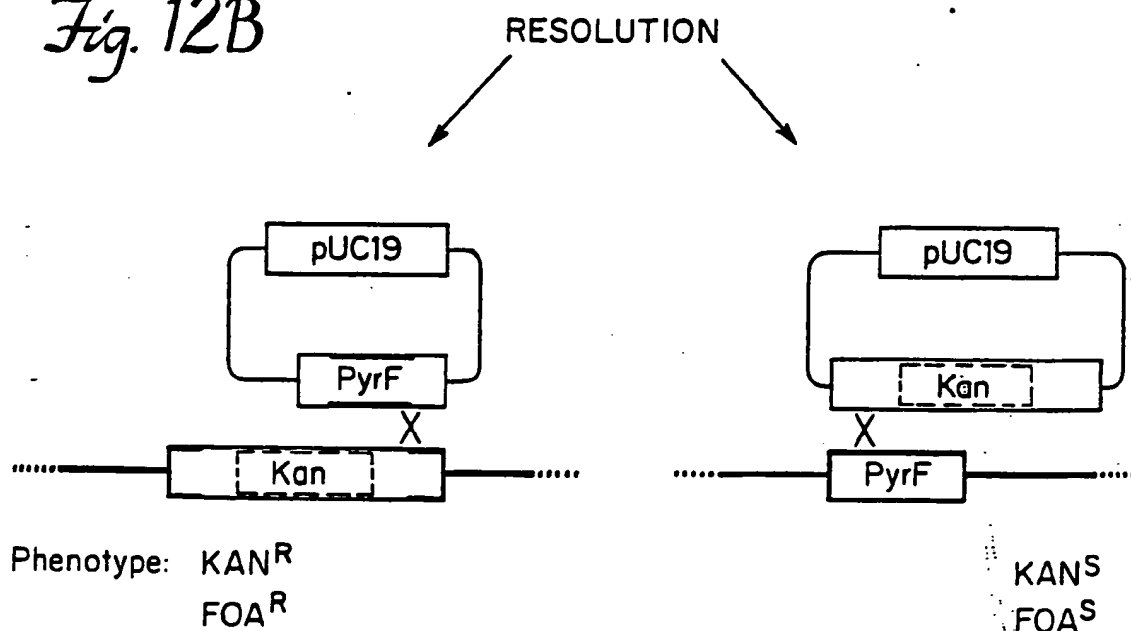 Fig. 12B
RESOLUTION
pUC19
PyrF
Kan
Phenotype: KANᴿ
FOAᴿ
pUC19
Kan
PyrF
KANˢ
FOAˢ